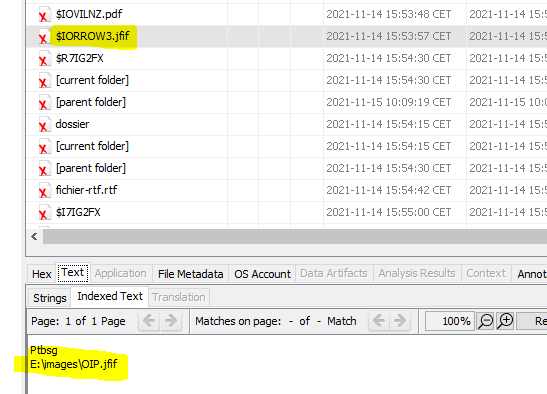 $IOVILNZ.pdf 2021-11-14 15:53:48 CET 2021-11-14
$IORROW3.jfif 2021-11-14 15:53:57 CET 2021-11-14
$R7IG2FX 2021-11-14 15:54:30 CET 2021-11-14
[current folder] 2021-11-14 15:54:30 CET 2021-11-14
[parent folder] 2021-11-15 10:09:19 CET 2021-11-15
dossier 2021-11-14 15:54:15 CET 2021-11-14
[current folder] 2021-11-14 15:54:15 CET 2021-11-14
[parent folder] 2021-11-14 15:54:30 CET 2021-11-14
fichier-rtf.rtf 2021-11-14 15:54:42 CET 2021-11-14
$I7IG2FX 2021-11-14 15:55:00 CET 2021-11-14
Hex Text Application File Metadata OS Account Data Artifacts Analysis Results Context Annot
Strings Indexed Text Translation
Page: 1 of 1 Page Matches on page: - of - Match 100% Re
Ptbsg
E:\images\OIP.jfif